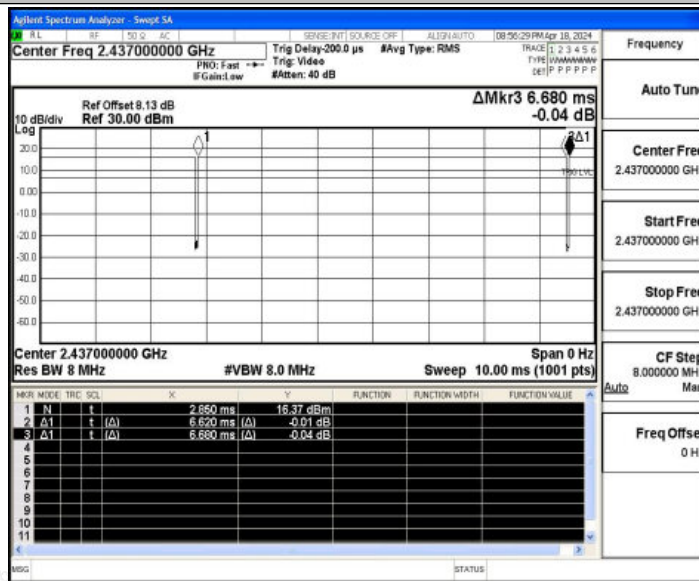 Agilent Spectrum Analyzer - Swept SA
RL RF 50 Ω AC SENSE:INT SOURCE OFF ALIGN AUTO 08:56:29 PM Apr 18, 2024
Center Freq 2.437000000 GHz
PNO: Fast
IFGain:Low
Trig Delay-200.0 µs
Trig: Video
#Atten: 40 dB
#Avg Type: RMS
TRACE 1 2 3 4 5 6
TYPE
DET P P P P P P
Frequency
Ref Offset 8.13 dB
10 dB/div Ref 30.00 dBm
Log
ΔMkr3 6.680 ms
-0.04 dB
Auto Tun
20.0
10.0
0.00
-10.0
-20.0
-30.0
-40.0
-50.0
-60.0
1
3Δ1
TRIG LVL
Center Fre
2.437000000 GH
Start Fre
2.437000000 GH
Stop Fre
2.437000000 GH
Center 2.437000000 GHz Span 0 Hz
Res BW 8 MHz #VBW 8.0 MHz Sweep 10.00 ms (1001 pts)
CF Step
8.000000 MH
Auto Ma
MKR MODE TRC SCL X Y FUNCTION FUNCTION WIDTH FUNCTION VALUE
1 N t 2.860 ms 16.37 dBm
2 Δ1 t (Δ) 6.620 ms (Δ) -0.01 dB
3 Δ1 t (Δ) 6.680 ms (Δ) -0.04 dB
4
5
6
7
8
9
10
11
Freq Offse
0 H
MSG STATUS